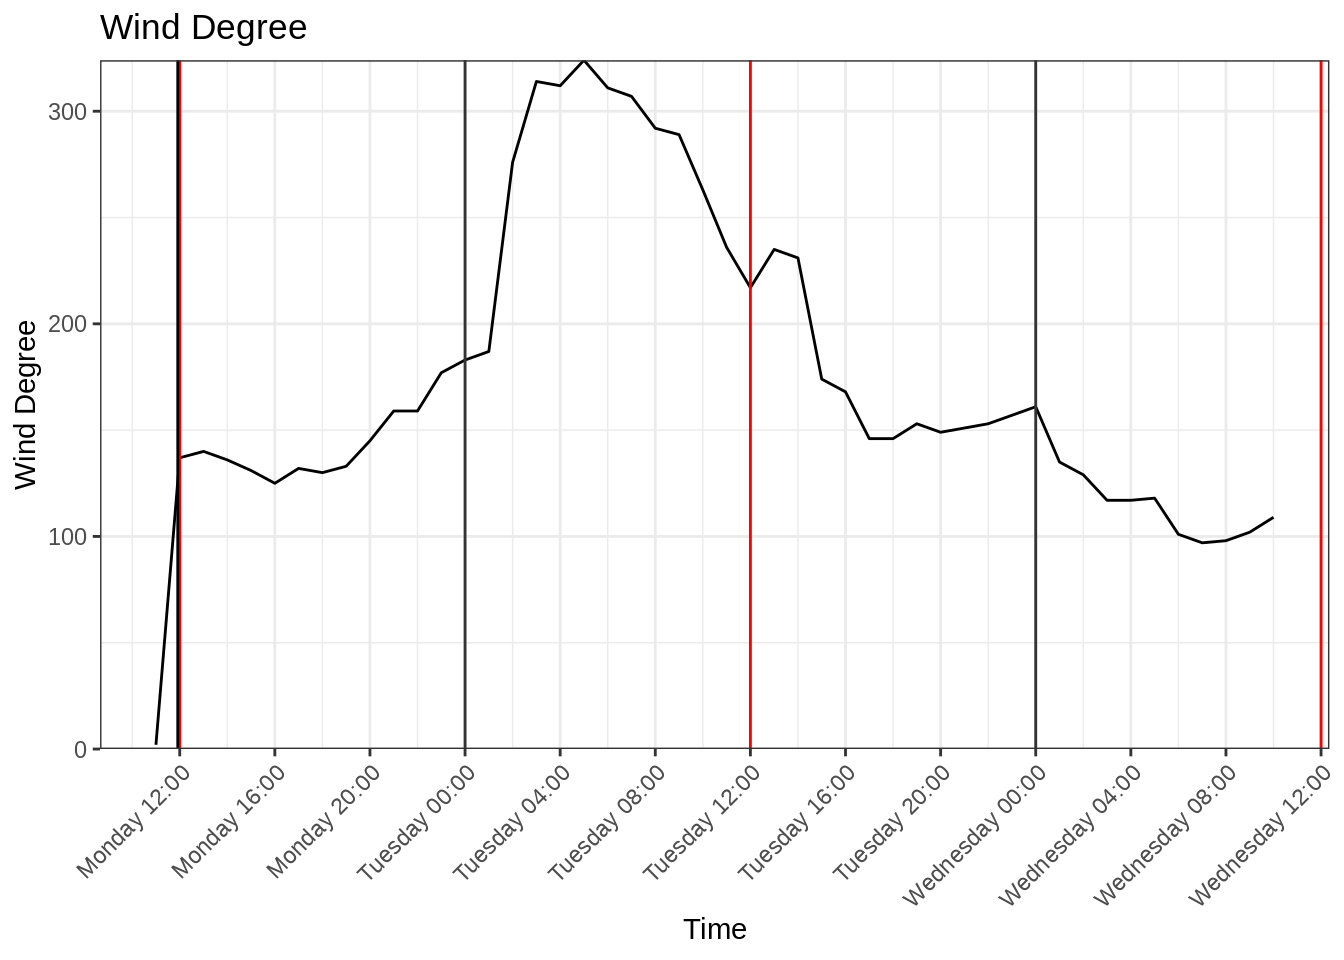 Wind Degree
300
200
100
0
Wind Degree
Monday 12:00
Monday 16:00
Monday 20:00
Tuesday 00:00
Tuesday 04:00
Tuesday 08:00
Tuesday 12:00
Tuesday 16:00
Tuesday 20:00
Wednesday 00:00
Wednesday 04:00
Wednesday 08:00
Wednesday 12:00
Time